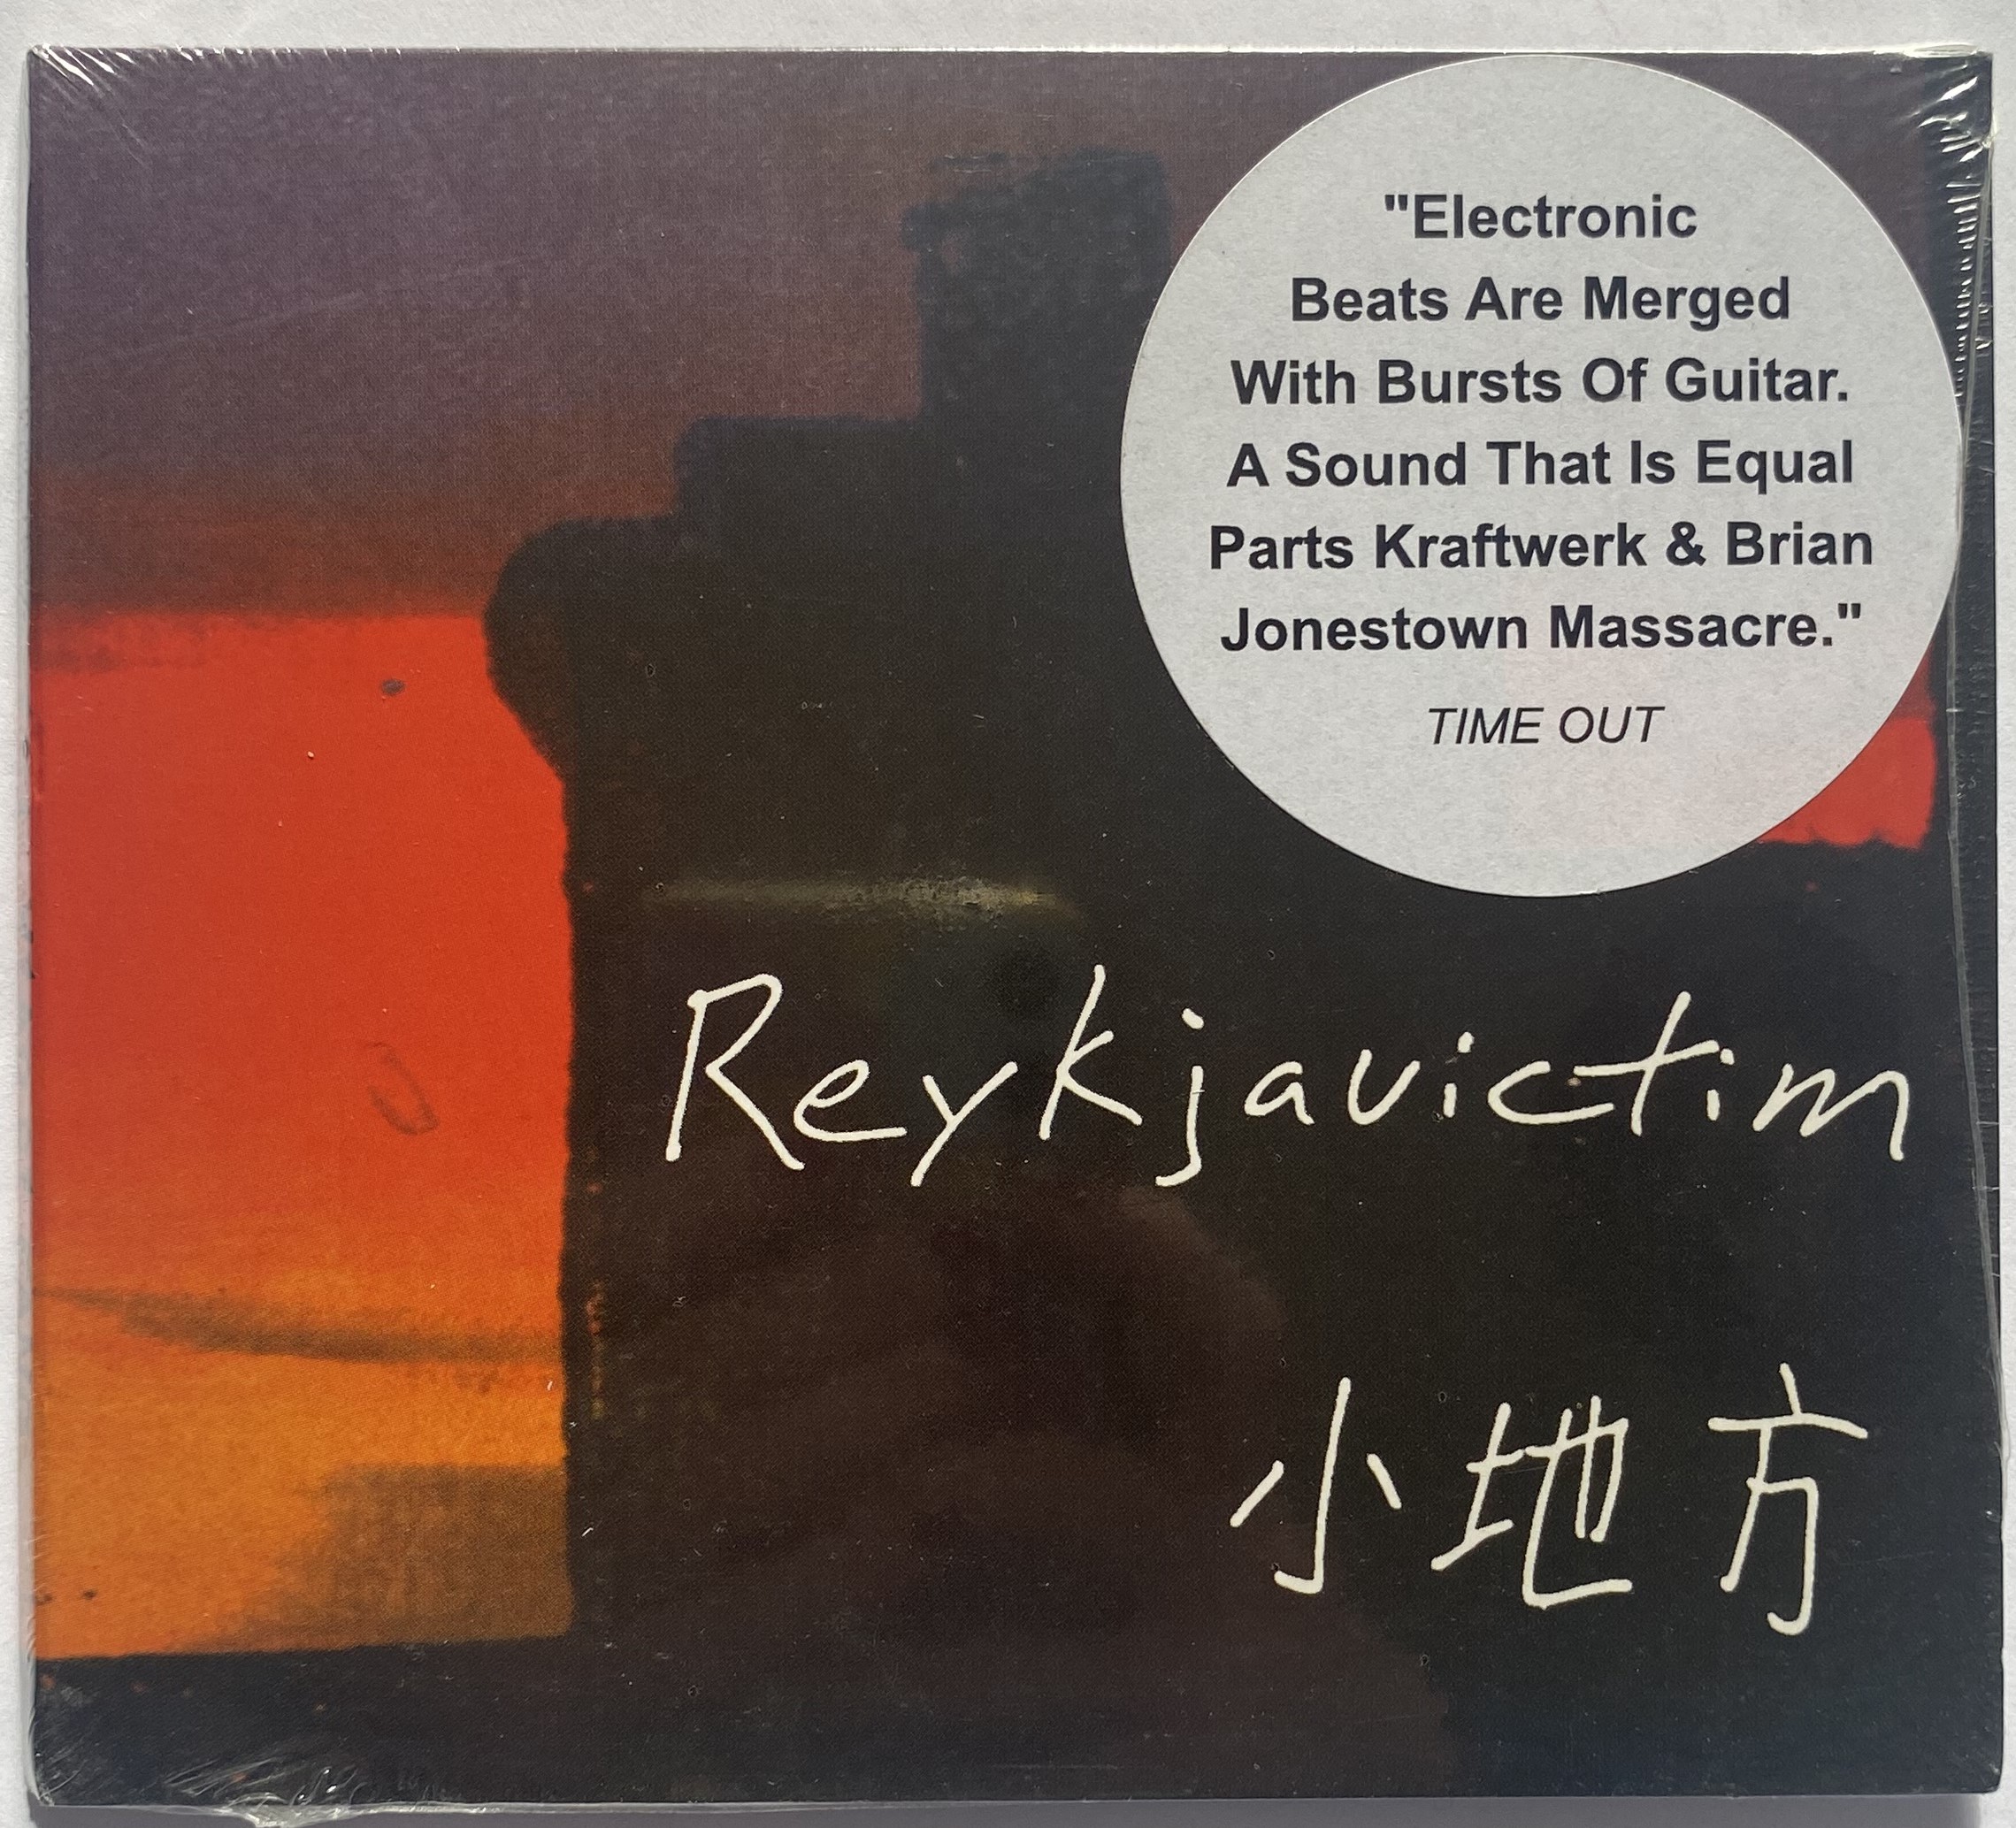 "Electronic
Beats Are Merged
With Bursts Of Guitar.
A Sound That Is Equal
Parts Kraftwerk & Brian
Jonestown Massacre."
TIME OUT
Reykjavictim
小地方